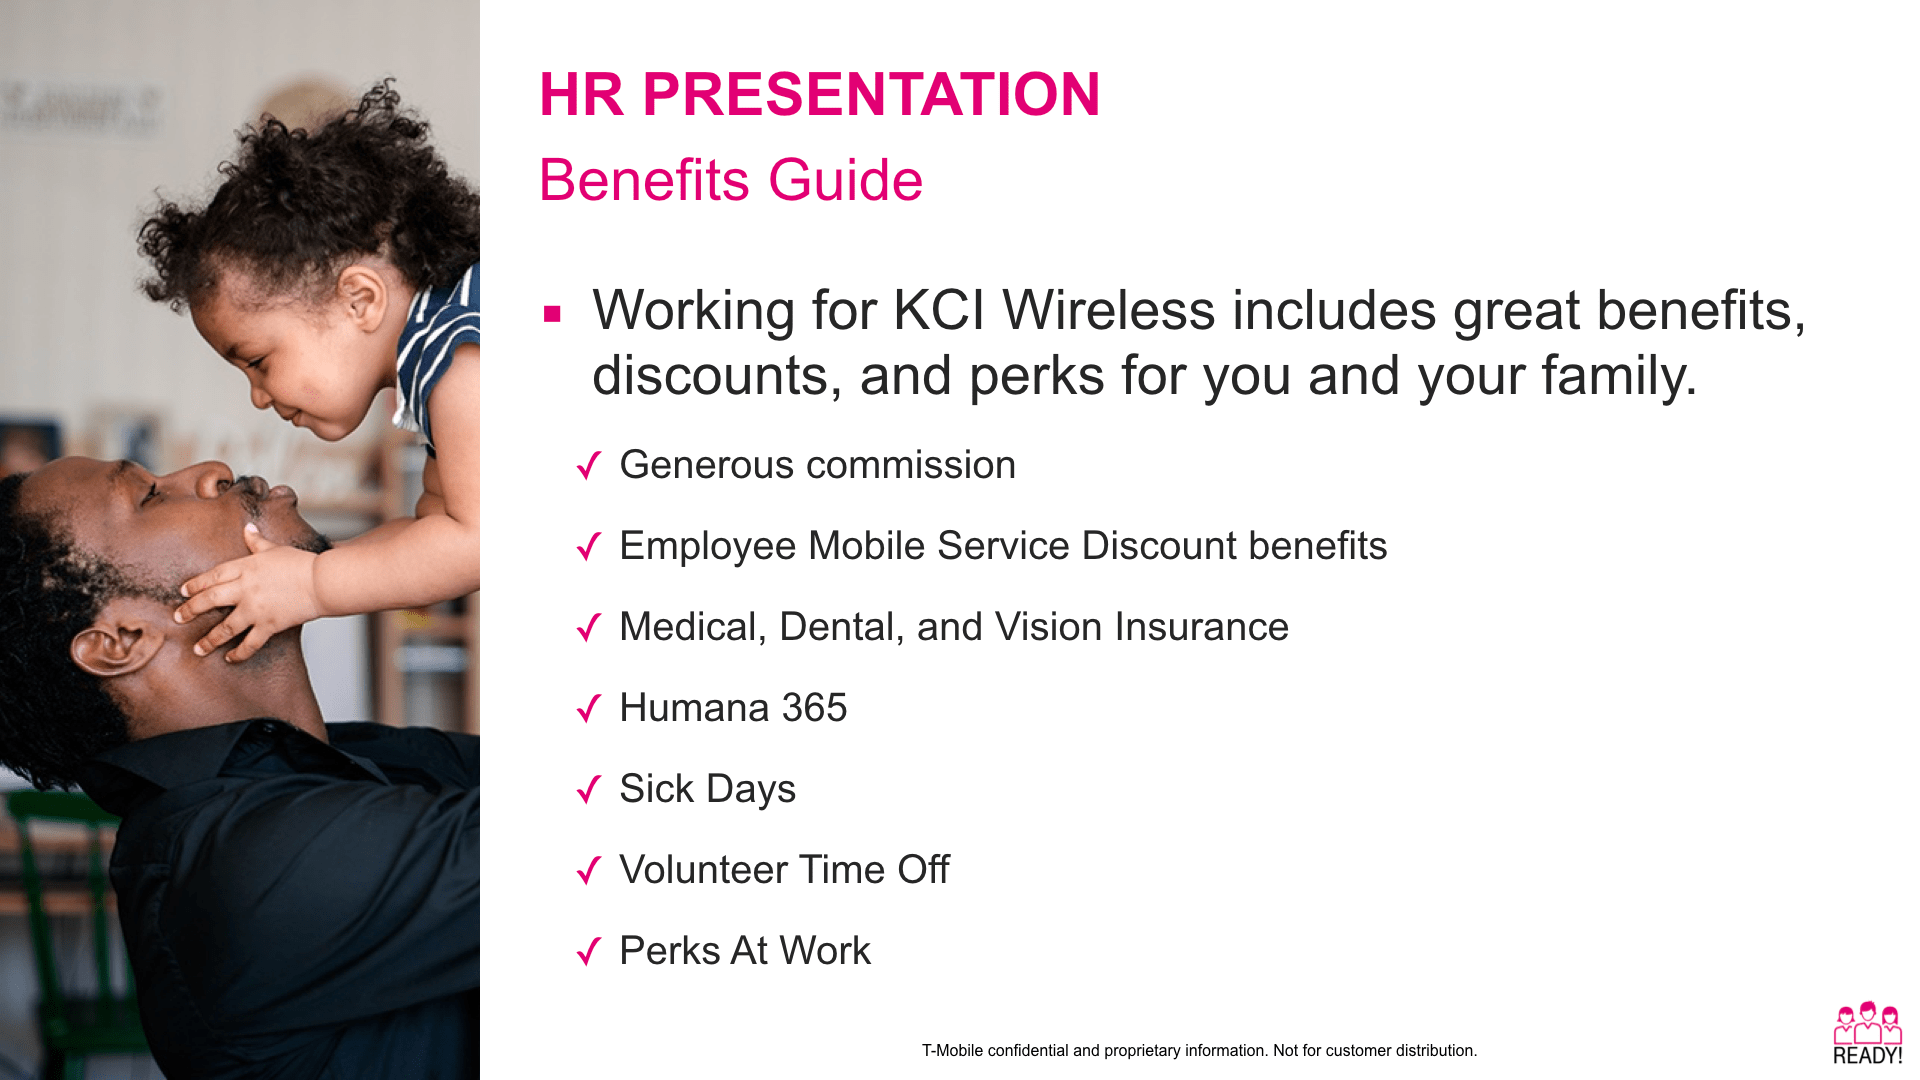 HR PRESENTATION
Benefits Guide
Working for KCI Wireless includes great benefits,
discounts, and perks for you and your family.
Generous commission
Employee Mobile Service Discount benefits
Medical, Dental, and Vision Insurance
Humana 365
Sick Days
Volunteer Time Off
Perks At Work
T-Mobile confidential and proprietary information. Not for customer distribution.
READY!